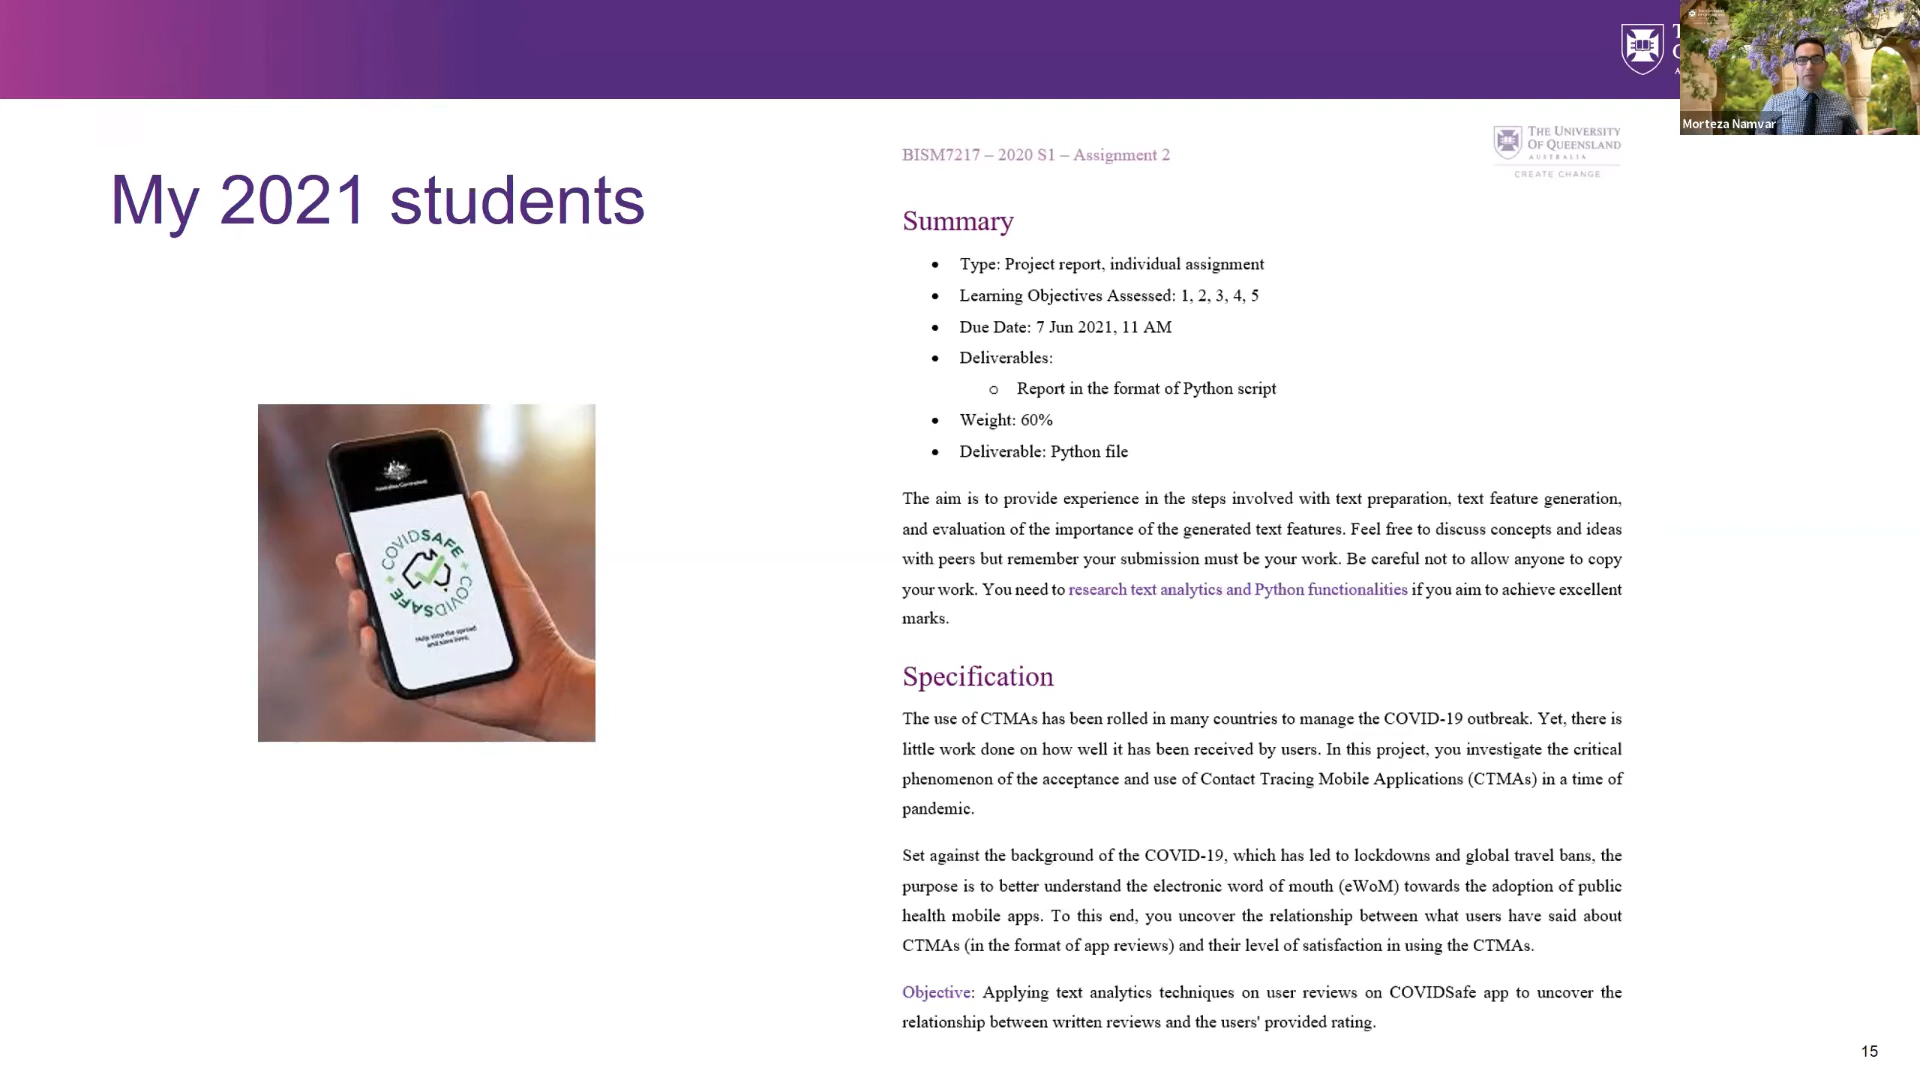 Morteza Namvar
My 2021 students
BISM7217 – 2020 S1 – Assignment 2
THE UNIVERSITY
OF QUEENSLAND
AUSTRALIA
CREATE CHANGE
Summary
• Type: Project report, individual assignment
• Learning Objectives Assessed: 1, 2, 3, 4, 5
• Due Date: 7 Jun 2021, 11 AM
• Deliverables:
o Report in the format of Python script
• Weight: 60%
• Deliverable: Python file
The aim is to provide experience in the steps involved with text preparation, text feature generation,
and evaluation of the importance of the generated text features. Feel free to discuss concepts and ideas
with peers but remember your submission must be your work. Be careful not to allow anyone to copy
your work. You need to research text analytics and Python functionalities if you aim to achieve excellent
marks.
Specification
The use of CTMAs has been rolled in many countries to manage the COVID-19 outbreak. Yet, there is
little work done on how well it has been received by users. In this project, you investigate the critical
phenomenon of the acceptance and use of Contact Tracing Mobile Applications (CTMAs) in a time of
pandemic.
Set against the background of the COVID-19, which has led to lockdowns and global travel bans, the
purpose is to better understand the electronic word of mouth (eWoM) towards the adoption of public
health mobile apps. To this end, you uncover the relationship between what users have said about
CTMAs (in the format of app reviews) and their level of satisfaction in using the CTMAs.
Objective: Applying text analytics techniques on user reviews on COVIDSafe app to uncover the
relationship between written reviews and the users' provided rating.
Australian Government
COVIDSAFE
COVIDSAFE
Help stop the spread
and save lives.
15